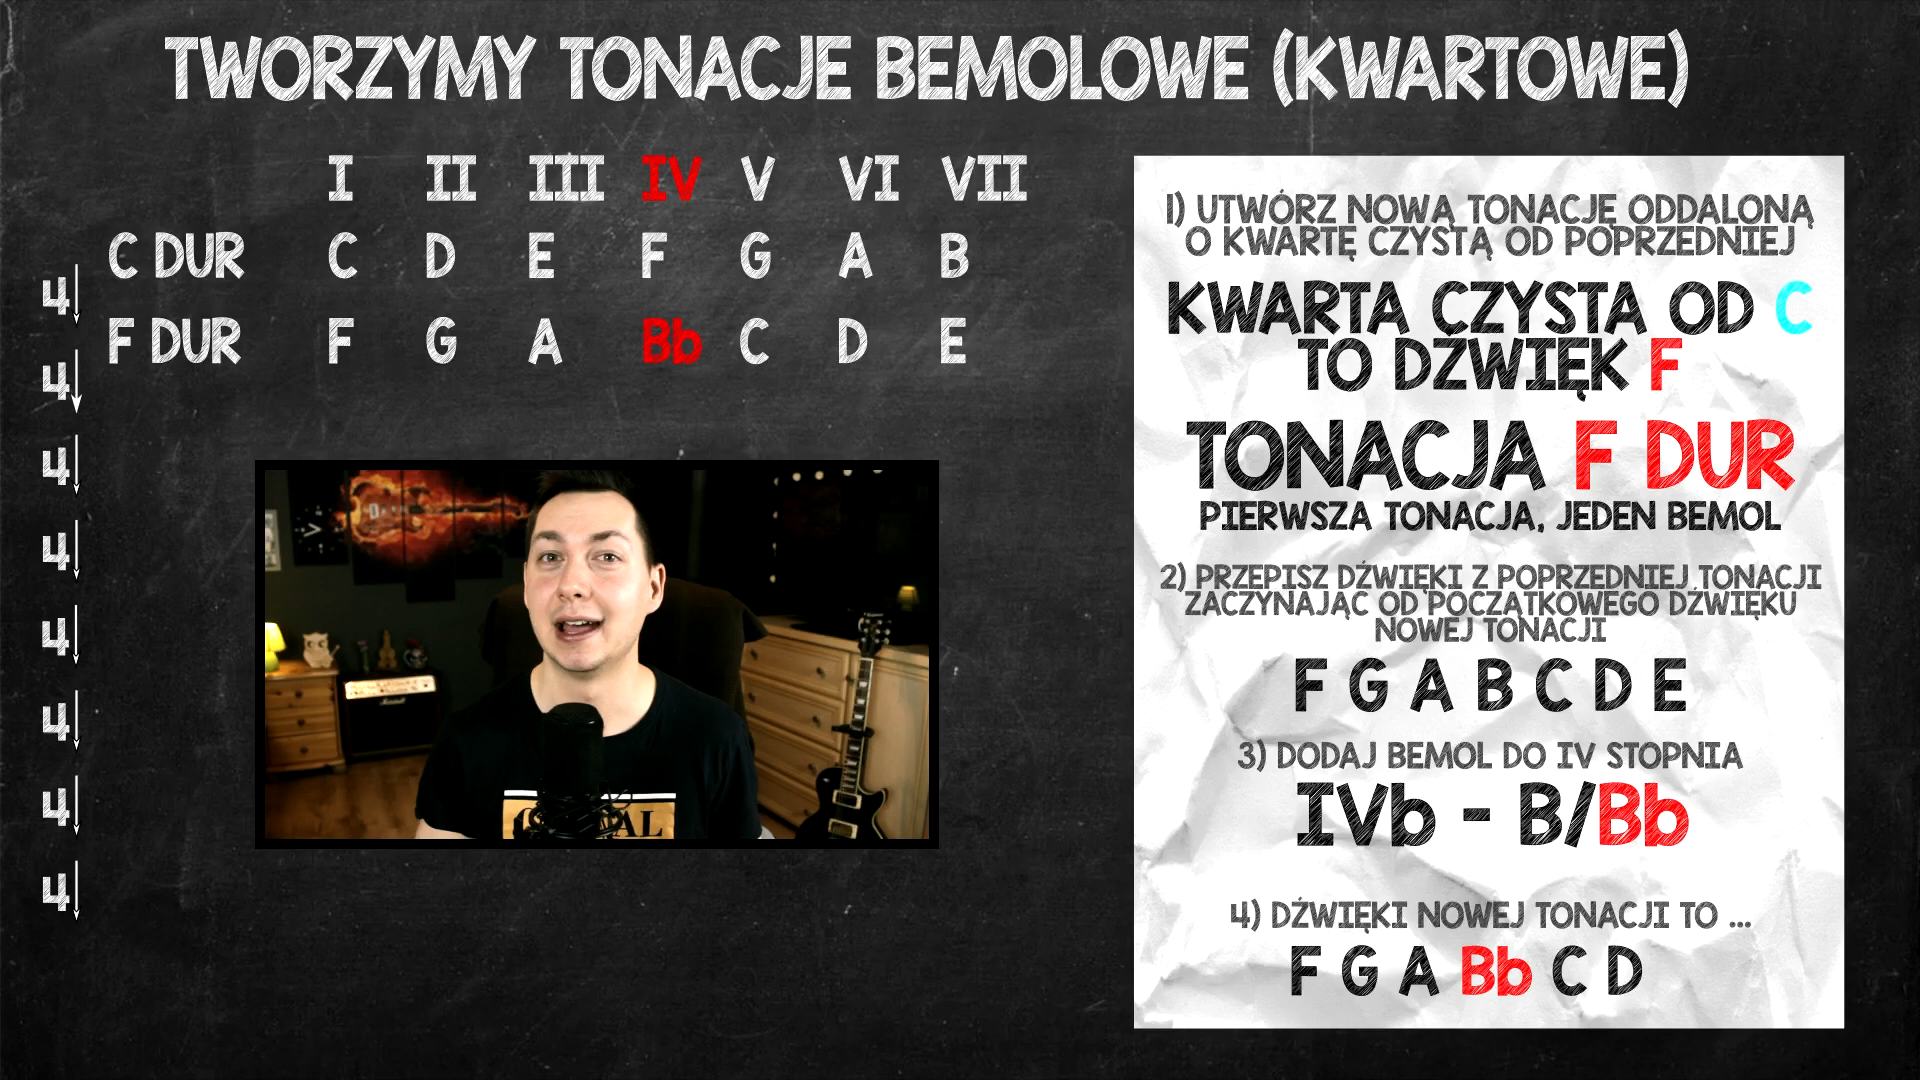 TWORZYMY TONACJE BEMOLOWE (KWARTOWE)
I II III IV V VI VII
C DUR C D E F G A B
F DUR F G A Bb C D E
4
4
4
4
4
4
4
4
1) UTWÓRZ NOWĄ TONACJĘ ODDALONĄ
O KWARTĘ CZYSTĄ OD POPRZEDNIEJ
KWARTA CZYSTA OD C
TO DŹWIĘK F
TONACJA F DUR
PIERWSZA TONACJA, JEDEN BEMOL
2) PRZEPISZ DŹWIĘKI Z POPRZEDNIEJ TONACJI
ZACZYNAJĄC OD POCZĄTKOWEGO DŹWIĘKU
NOWEJ TONACJI
F G A B C D E
3) DODAJ BEMOL DO IV STOPNIA
IVb - B/Bb
4) DŹWIĘKI NOWEJ TONACJI TO ...
F G A Bb C D